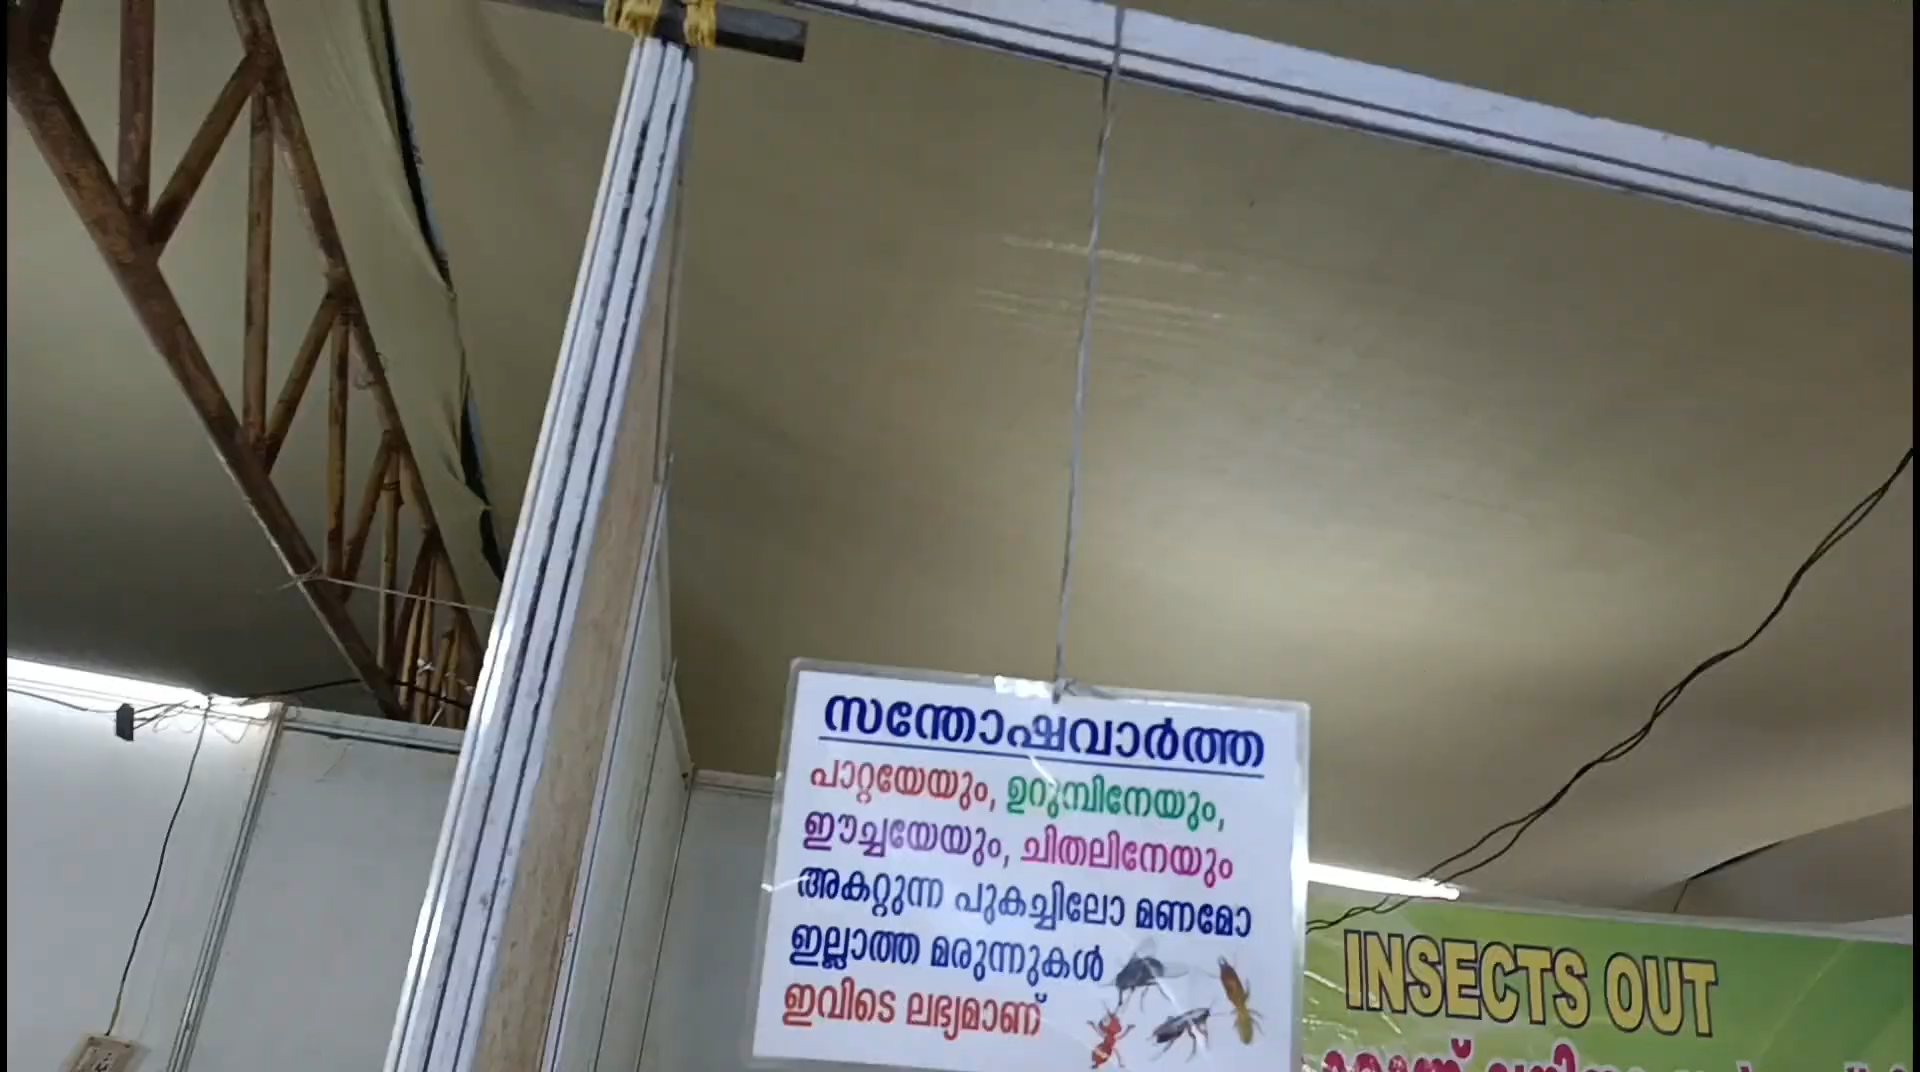 സന്തോഷവാർത്ത
പാറ്റയേയും, ഉറുമ്പിനേയും,
ഈച്ചയേയും, ചിതലിനേയും
അകറ്റുന്ന പുകച്ചിലോ മണമോ
ഇല്ലാത്ത മരുന്നുകൾ
ഇവിടെ ലഭ്യമാണ്
INSECTS OUT